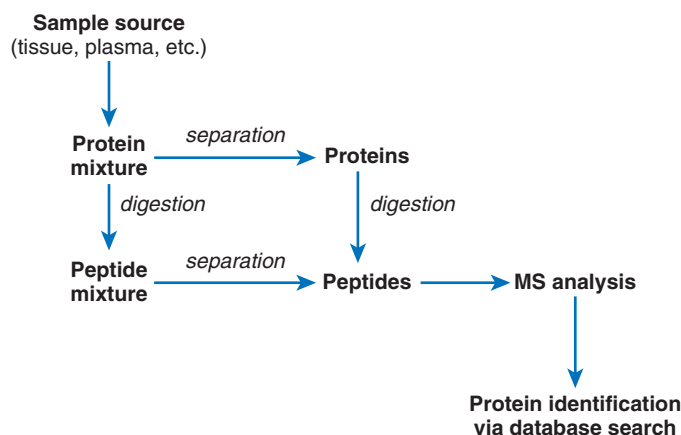 Sample source
(tissue, plasma, etc.)
separation
Protein
mixture
Proteins
digestion
digestion
separation
Peptide
mixture
Peptides
MS analysis
Protein identification
via database search